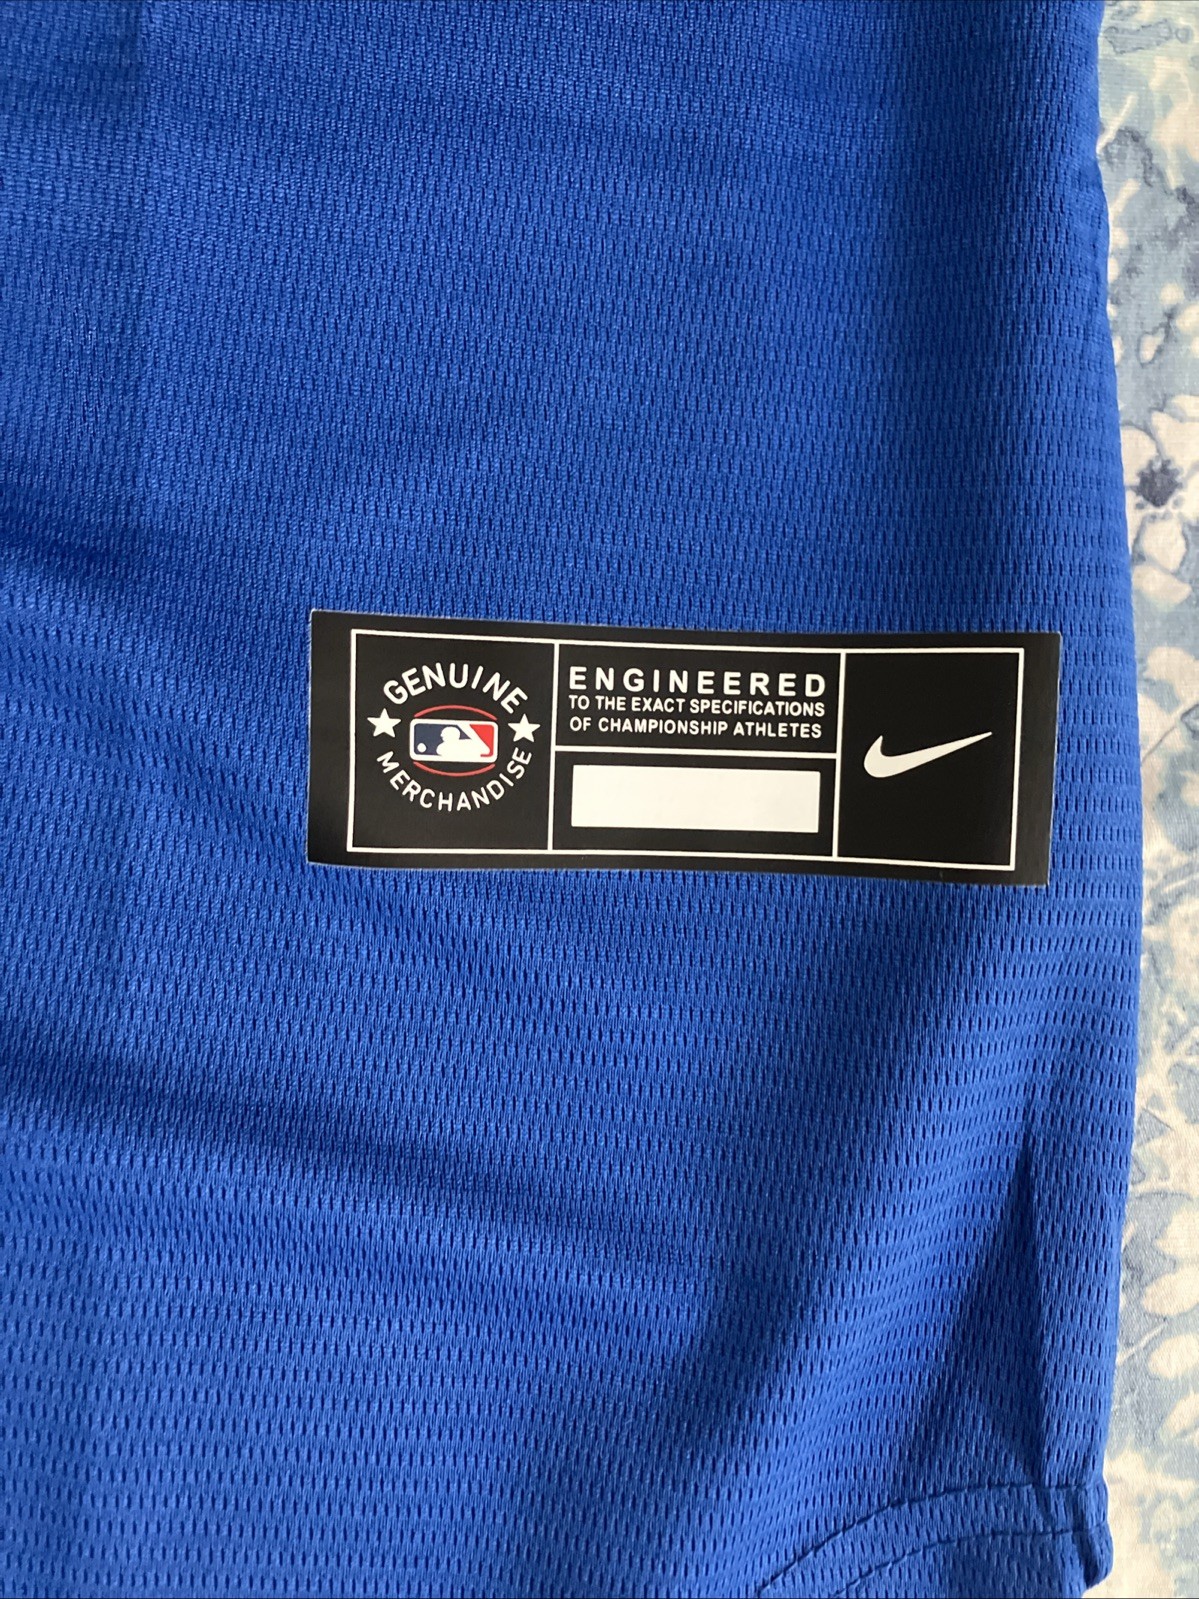 GENUINE
MERCHANDISE
ENGINEERED
TO THE EXACT SPECIFICATIONS
OF CHAMPIONSHIP ATHLETES